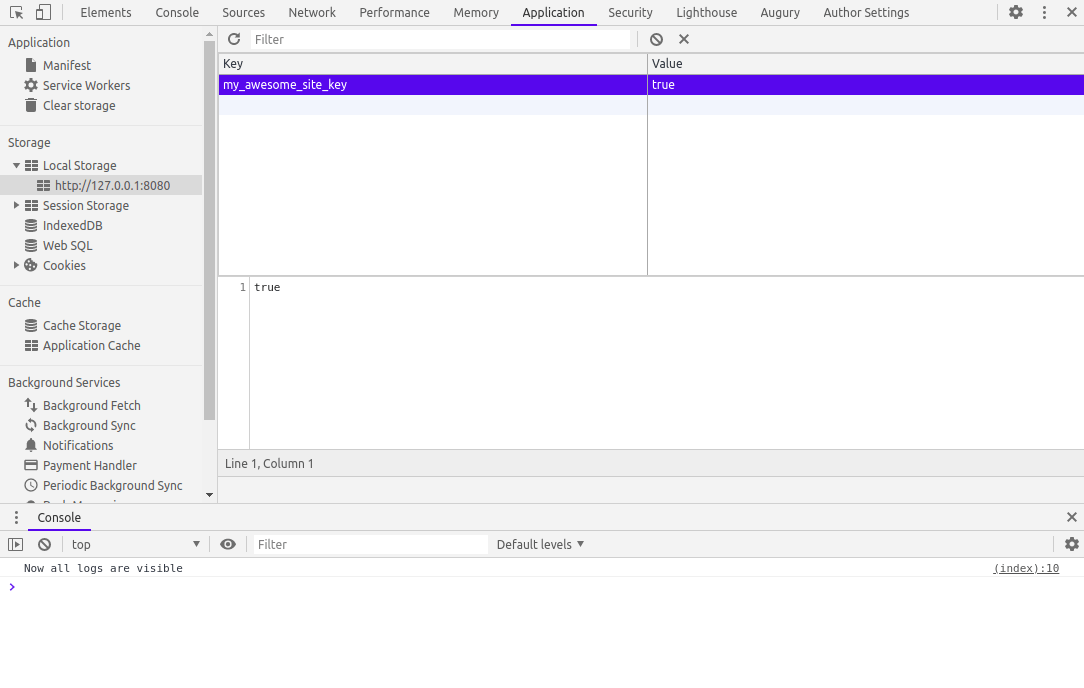 Elements Console Sources Network Performance Memory Application Security Lighthouse Augury Author Settings
Application
Manifest
Service Workers
Clear storage
Storage
Local Storage
http://127.0.0.1:8080
Session Storage
IndexedDB
Web SQL
Cookies
Cache
Cache Storage
Application Cache
Background Services
Background Fetch
Background Sync
Notifications
Payment Handler
Periodic Background Sync
Filter
Key Value
my_awesome_site_key true
1 true
Line 1, Column 1
Console
top Filter Default levels
Now all logs are visible (index):10